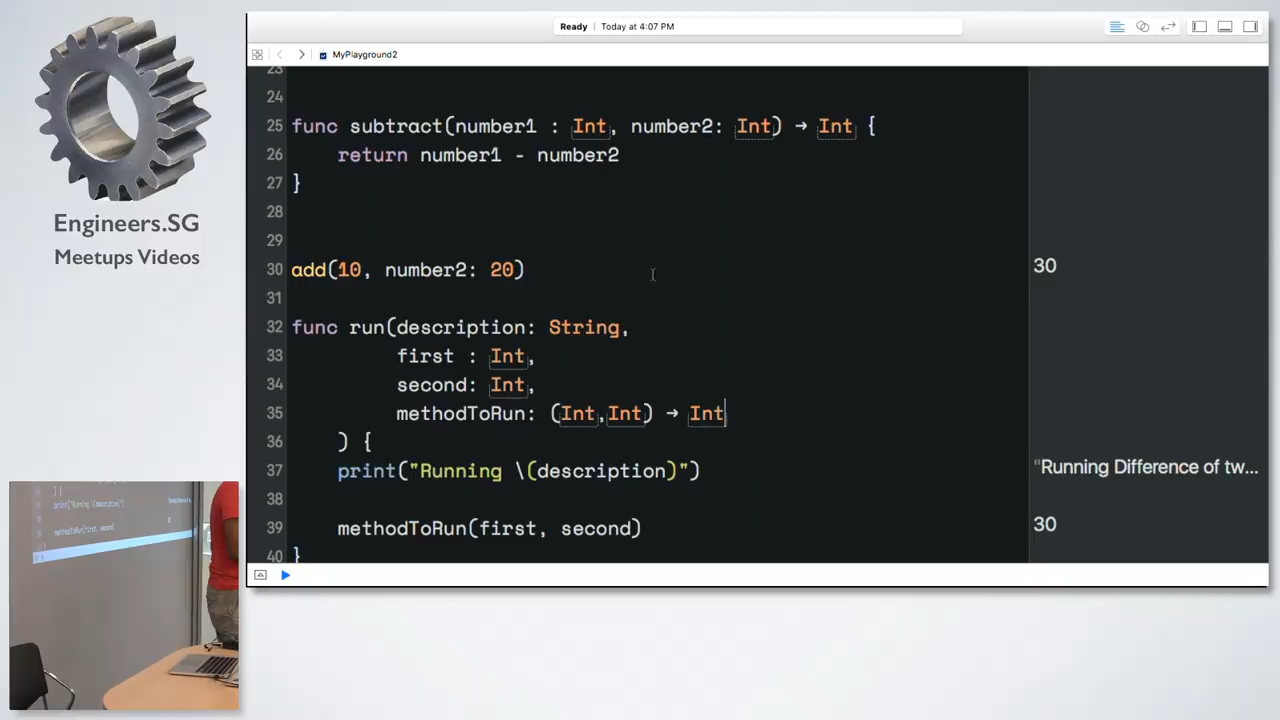 Engineers.SG
Meetups Videos
Ready | Today at 4:07 PM
MyPlayground2
23
24
25 func subtract(number1 : Int, number2: Int) → Int {
26 return number1 - number2
27 }
28
29
30 add(10, number2: 20)
30
31
32 func run(description: String,
33 first : Int,
34 second: Int,
35 methodToRun: (Int,Int) → Int
36 ) {
37 print("Running \(description)")
"Running Difference of tw...
38
39 methodToRun(first, second)
30
40 }